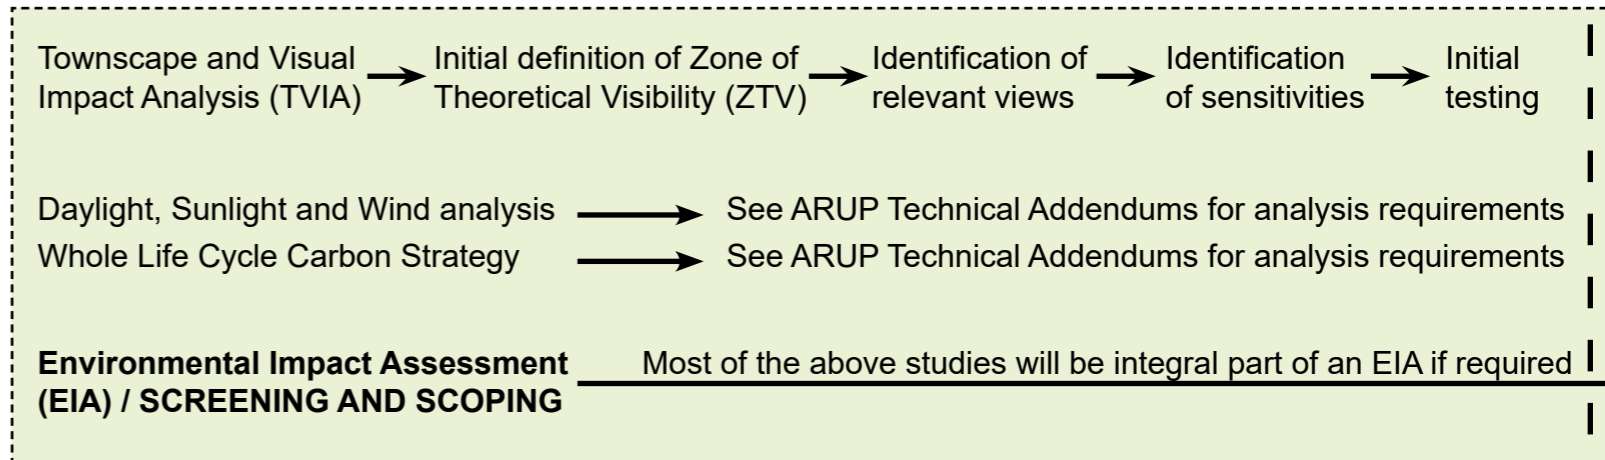 Townscape and Visual Impact Analysis (TVIA)
Initial definition of Zone of Theoretical Visibility (ZTV)
Identification of relevant views
Identification of sensitivities
Initial testing
Daylight, Sunlight and Wind analysis
See ARUP Technical Addendums for analysis requirements
Whole Life Cycle Carbon Strategy
See ARUP Technical Addendums for analysis requirements
Environmental Impact Assessment
(EIA) / SCREENING AND SCOPING
Most of the above studies will be integral part of an EIA if required